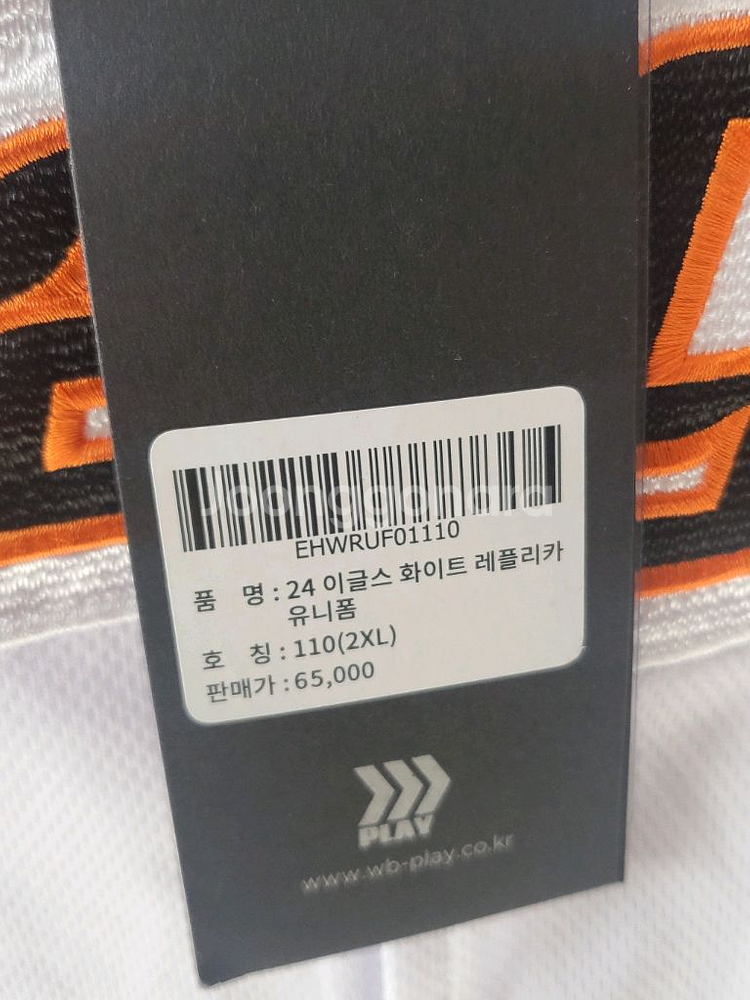 Joonggonara
EHWRUF01110
품 명 : 24 이글스 화이트 레플리카
유니폼
호 칭 : 110(2XL)
판매가 : 65,000
PLAY
www.wb-play.co.kr